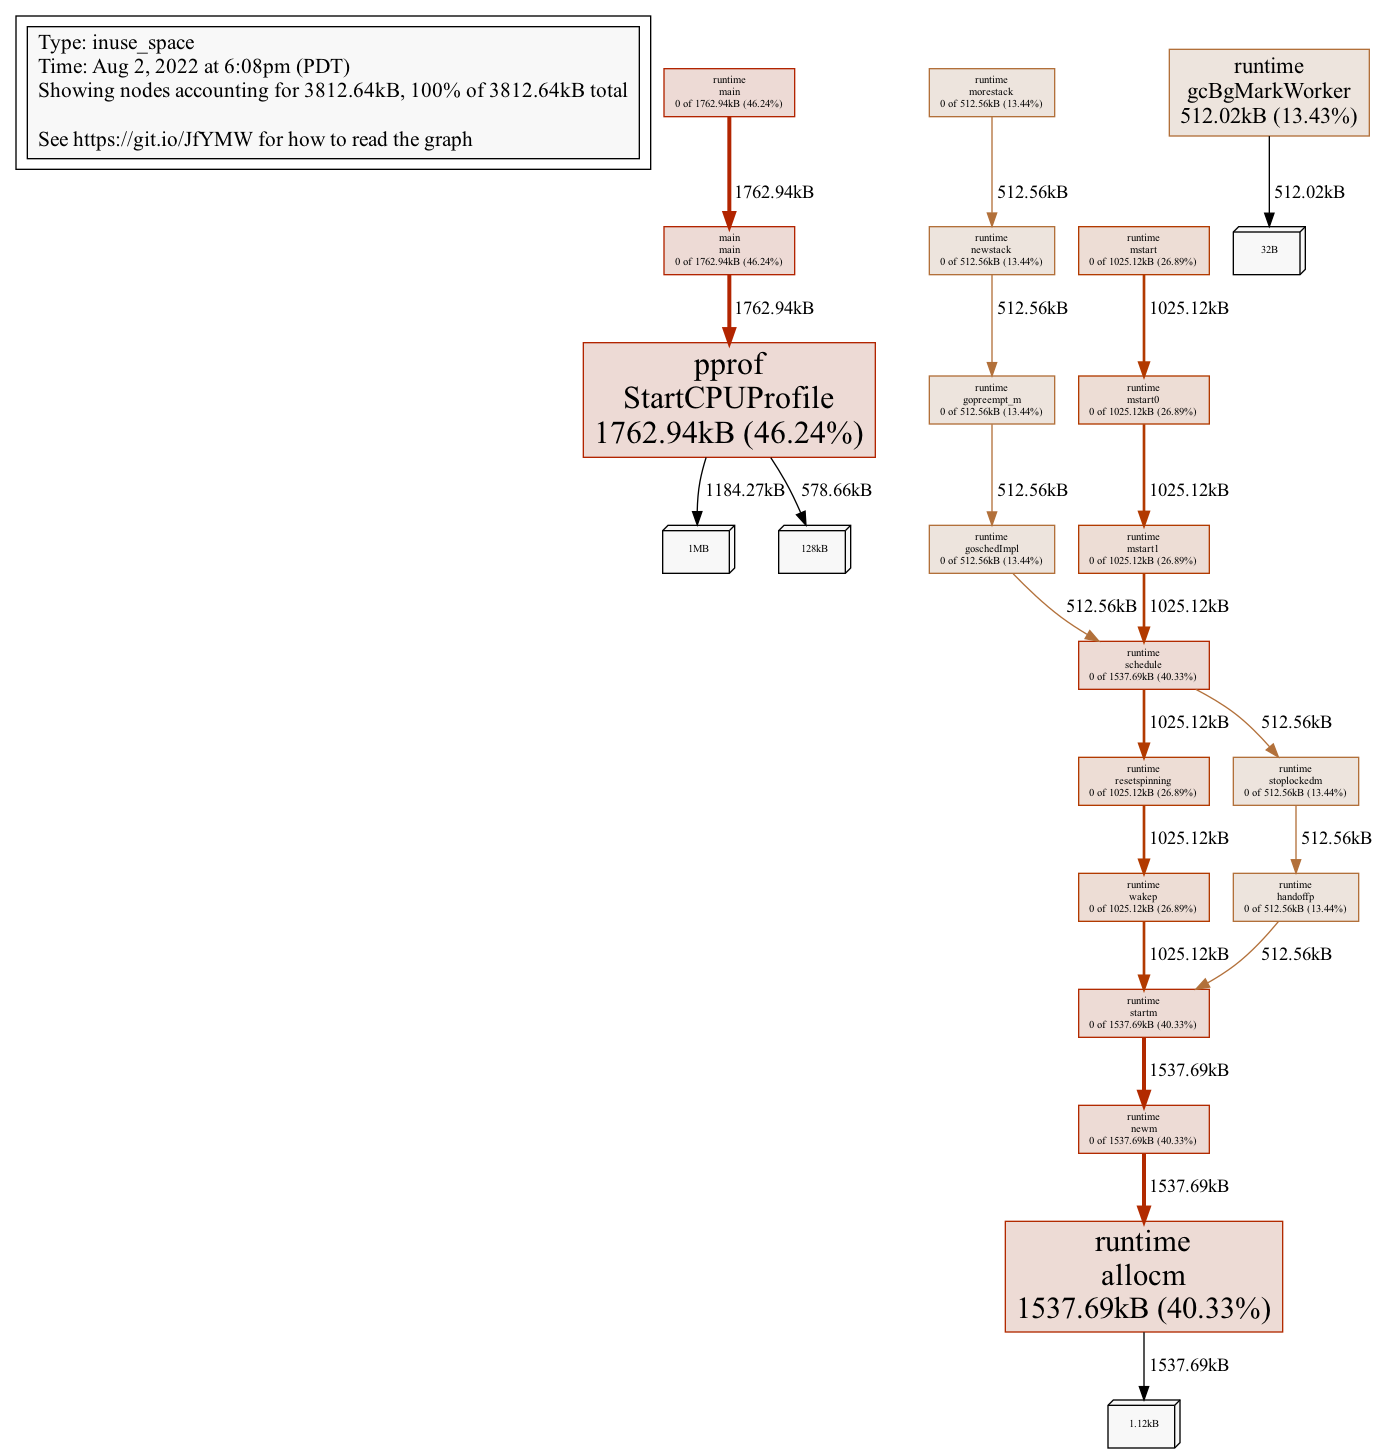 Type: inuse_space
Time: Aug 2, 2022 at 6:08pm (PDT)
Showing nodes accounting for 3812.64kB, 100% of 3812.64kB total
See https://git.io/JfYMW for how to read the graph
runtime
main
0 of 1762.94kB (46.24%)
1762.94kB
main
main
0 of 1762.94kB (46.24%)
1762.94kB
pprof
StartCPUProfile
1762.94kB (46.24%)
1184.27kB
578.66kB
1MB
128kB
runtime
morestack
0 of 512.56kB (13.44%)
512.56kB
runtime
newstack
0 of 512.56kB (13.44%)
512.56kB
runtime
gopreempt_m
0 of 512.56kB (13.44%)
512.56kB
runtime
goschedImpl
0 of 512.56kB (13.44%)
512.56kB
runtime
gcBgMarkWorker
512.02kB (13.43%)
512.02kB
32B
runtime
mstart
0 of 1025.12kB (26.89%)
1025.12kB
runtime
mstart0
0 of 1025.12kB (26.89%)
1025.12kB
runtime
mstart1
0 of 1025.12kB (26.89%)
1025.12kB
runtime
schedule
0 of 1537.69kB (40.33%)
1025.12kB
512.56kB
runtime
resetspinning
0 of 1025.12kB (26.89%)
1025.12kB
runtime
stoplockedm
0 of 512.56kB (13.44%)
512.56kB
runtime
wakep
0 of 1025.12kB (26.89%)
1025.12kB
runtime
handoffp
0 of 512.56kB (13.44%)
512.56kB
runtime
startm
0 of 1537.69kB (40.33%)
1537.69kB
runtime
newm
0 of 1537.69kB (40.33%)
1537.69kB
runtime
allocm
1537.69kB (40.33%)
1537.69kB
1.12kB